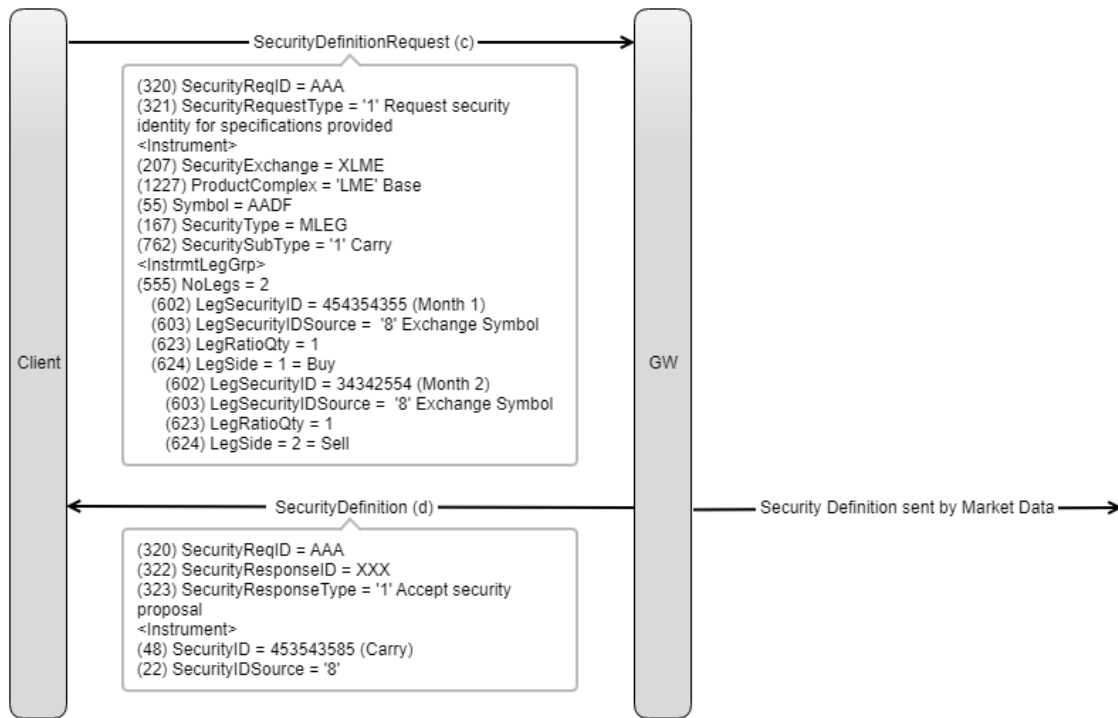 SecurityDefinitionRequest (c)
(320) SecurityReqID = AAA
(321) SecurityRequestType = '1' Request security
identity for specifications provided
<Instrument>
(207) SecurityExchange = XLME
(1227) ProductComplex = 'LME' Base
(55) Symbol = AADF
(167) SecurityType = MLEG
(762) SecuritySubType = '1' Carry
<InstrmtLegGrp>
(555) NoLegs = 2
(602) LegSecurityID = 454354355 (Month 1)
(603) LegSecurityIDSource = '8' Exchange Symbol
(623) LegRatioQty = 1
(624) LegSide = 1 = Buy
(602) LegSecurityID = 34342554 (Month 2)
(603) LegSecurityIDSource = '8' Exchange Symbol
(623) LegRatioQty = 1
(624) LegSide = 2 = Sell
Client
GW
SecurityDefinition (d)
Security Definition sent by Market Data
(320) SecurityReqID = AAA
(322) SecurityResponseID = XXX
(323) SecurityResponseType = '1' Accept security
proposal
<Instrument>
(48) SecurityID = 453543585 (Carry)
(22) SecurityIDSource = '8'